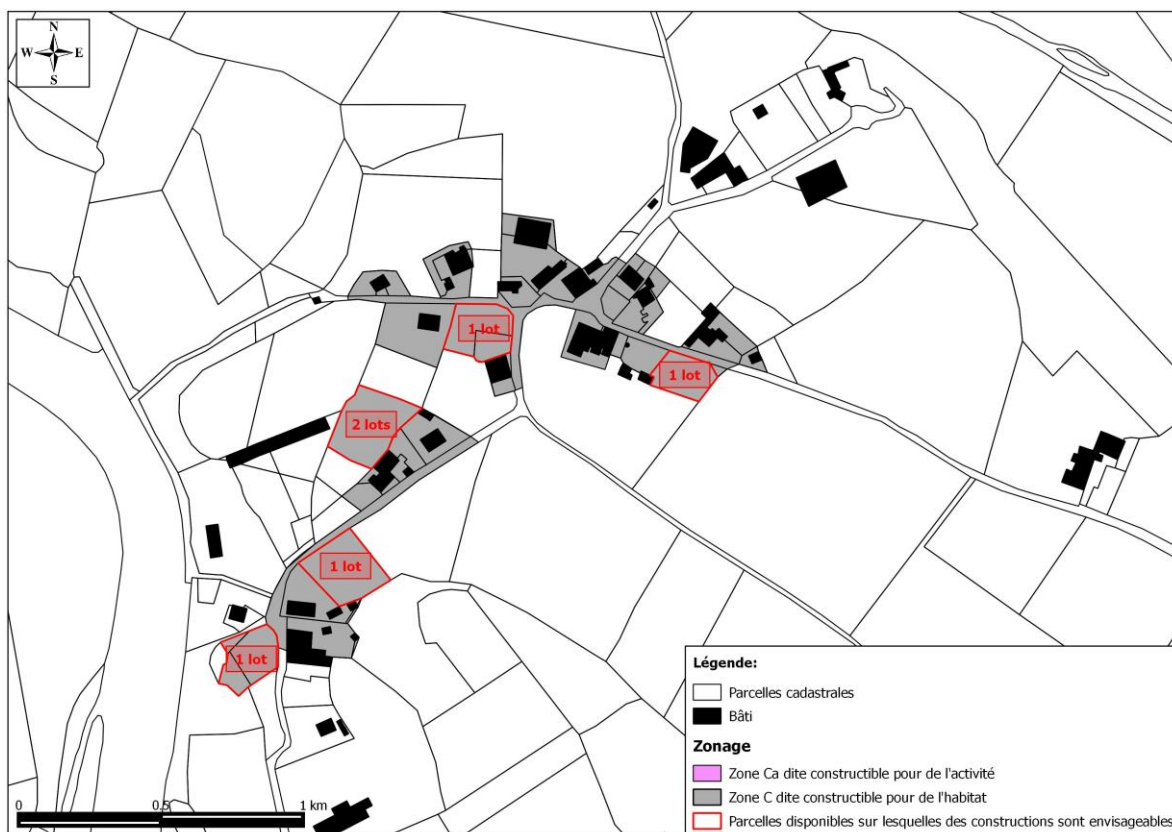 N
W E
S
1 lot
1 lot
2 lots
1 lot
1 lot
Légende:
Parcelles cadastrales
Bâti
Zonage
Zone Ca dite constructible pour de l'activité
Zone C dite constructible pour de l'habitat
Parcelles disponibles sur lesquelles des constructions sont envisageables
0 0.5 1 km